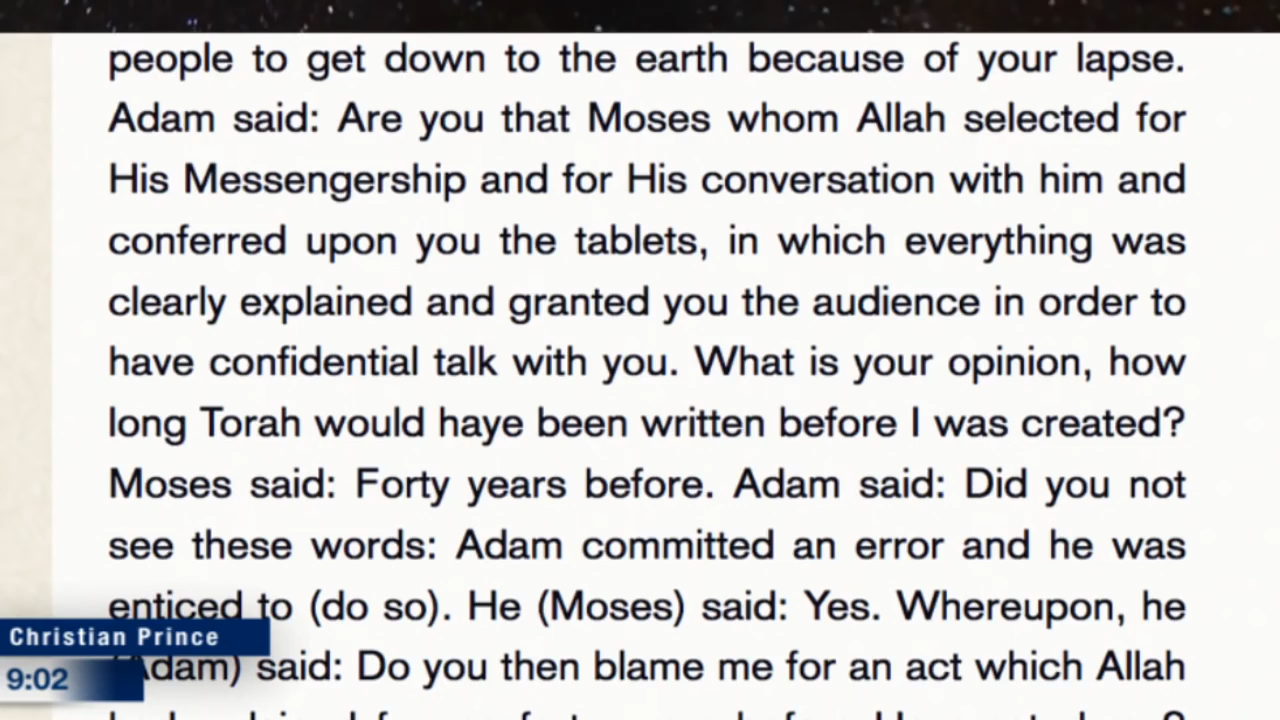 people to get down to the earth because of your lapse.
Adam said: Are you that Moses whom Allah selected for
His Messengership and for His conversation with him and
conferred upon you the tablets, in which everything was
clearly explained and granted you the audience in order to
have confidential talk with you. What is your opinion, how
long Torah would haye been written before I was created?
Moses said: Forty years before. Adam said: Did you not
see these words: Adam committed an error and he was
enticed to (do so). He (Moses) said: Yes. Whereupon, he
Christian Prince
(Adam) said: Do you then blame me for an act which Allah
9:02